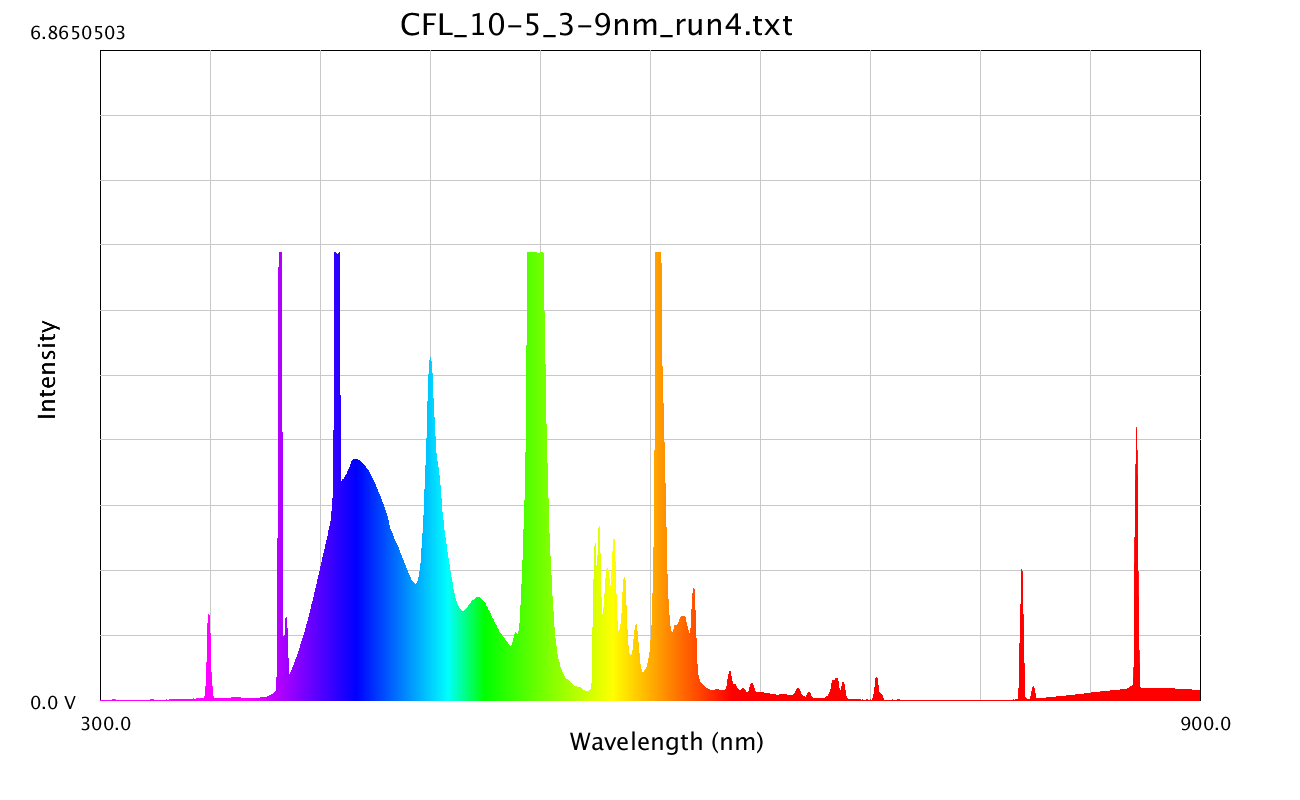 CFL_10-5_3-9nm_run4.txt
6.8650503
Intensity
0.0 V
300.0
900.0
Wavelength (nm)